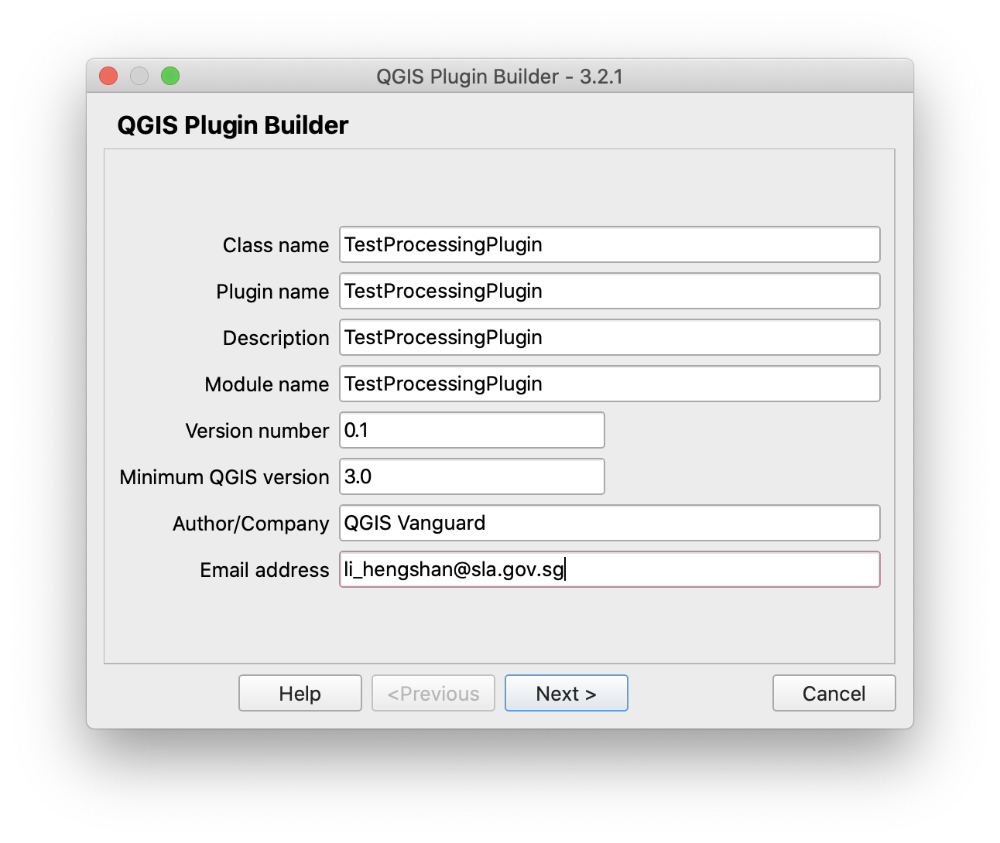 QGIS Plugin Builder - 3.2.1
QGIS Plugin Builder
Class name TestProcessingPlugin
Plugin name TestProcessingPlugin
Description TestProcessingPlugin
Module name TestProcessingPlugin
Version number 0.1
Minimum QGIS version 3.0
Author/Company QGIS Vanguard
Email address li_hengshan@sla.gov.sg
Help <Previous Next > Cancel